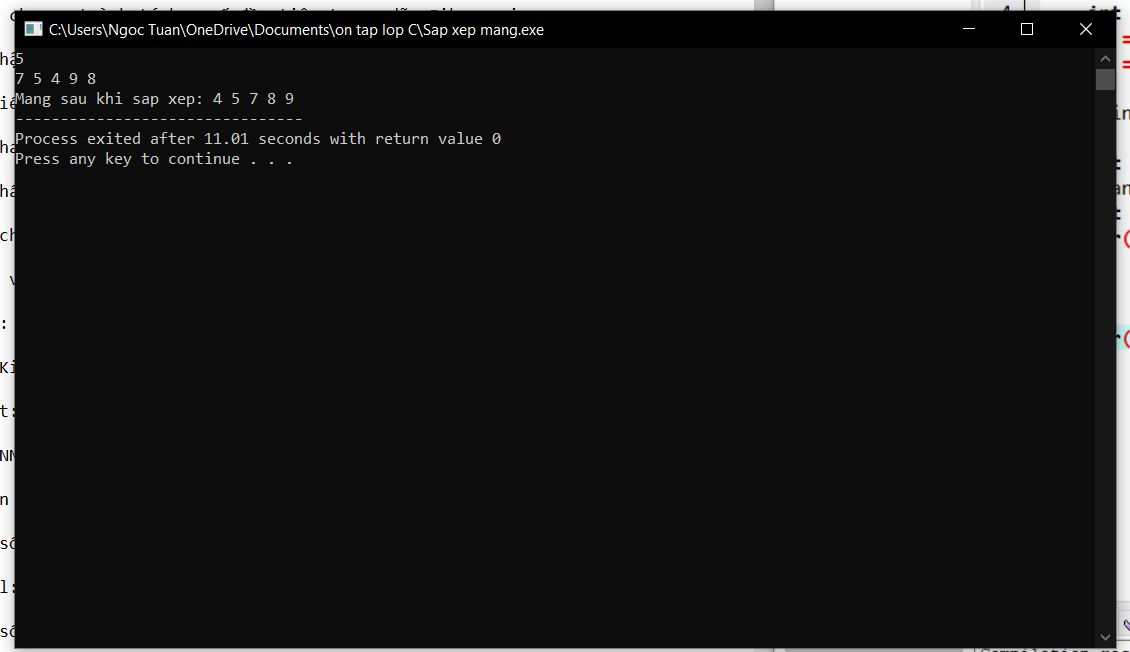 C:\Users\Ngoc Tuan\OneDrive\Documents\on tap lop C\Sap xep mang.exe
5
7 5 4 9 8
Mang sau khi sap xep: 4 5 7 8 9
--------------------------------
Process exited after 11.01 seconds with return value 0
Press any key to continue . . .